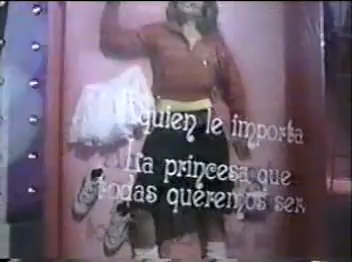 quien le importa
La princesa que
todas queremos ser